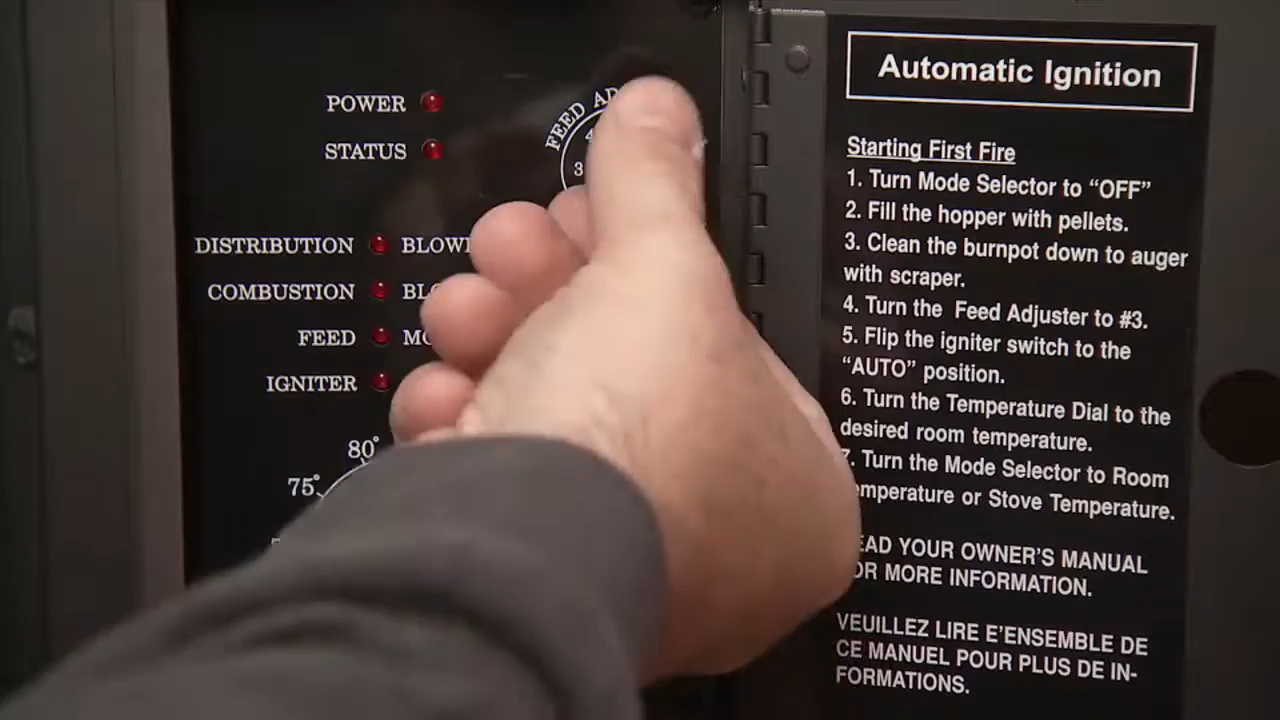 POWER
STATUS
FEED
4
3
DISTRIBUTION
COMBUSTION
FEED
IGNITER
80°
75°
Automatic Ignition
Starting First Fire
1. Turn Mode Selector to “OFF”
2. Fill the hopper with pellets.
3. Clean the burnpot down to auger
with scraper.
4. Turn the Feed Adjuster to #3.
5. Flip the igniter switch to the
“AUTO” position.
6. Turn the Temperature Dial to the
desired room temperature.
7. Turn the Mode Selector to Room
emperature or Stove Temperature.
EAD YOUR OWNER'S MANUAL
OR MORE INFORMATION.
VEUILLEZ LIRE E'ENSEMBLE DE
CE MANUEL POUR PLUS DE IN-
FORMATIONS.